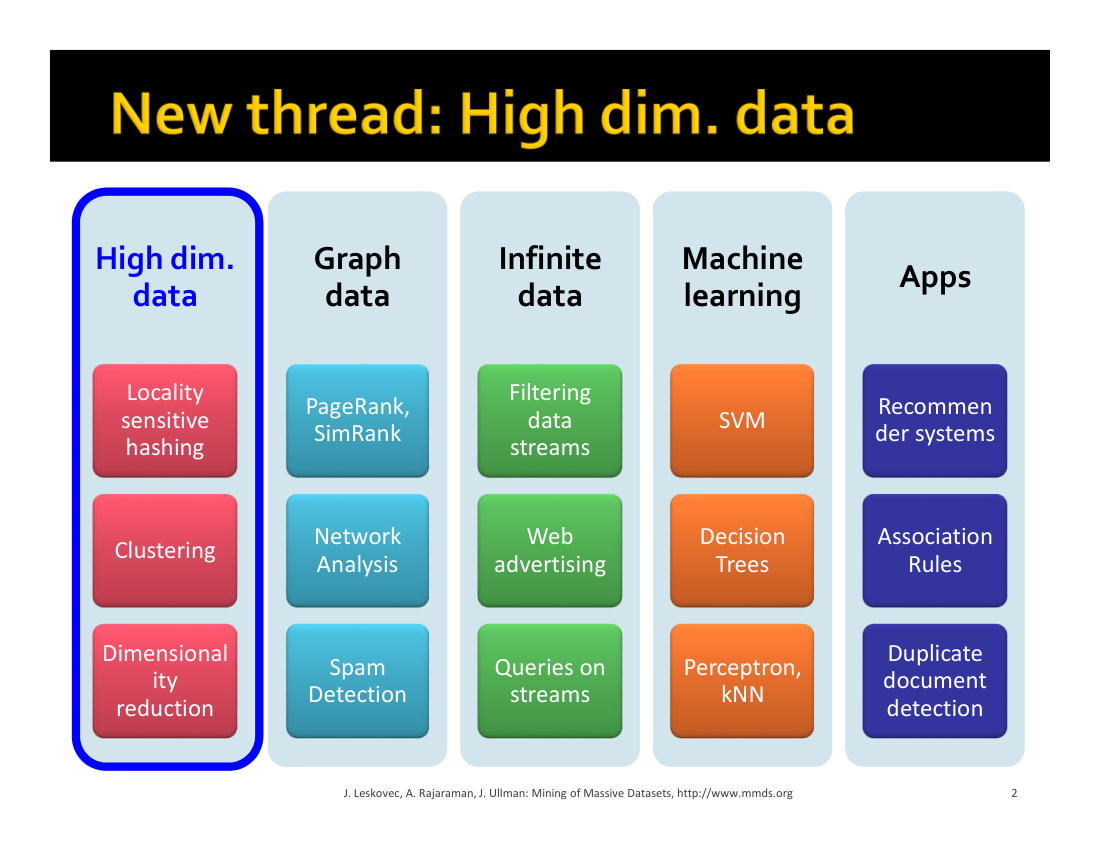 New thread: High dim. data
High dim.
data
Locality
sensitive
hashing
Clustering
Dimensional
ity
reduction
Graph
data
PageRank,
SimRank
Network
Analysis
Spam
Detection
Infinite
data
Filtering
data
streams
Web
advertising
Queries on
streams
Machine
learning
SVM
Decision
Trees
Perceptron,
kNN
Apps
Recommen
der systems
Association
Rules
Duplicate
document
detection
J. Leskovec, A. Rajaraman, J. Ullman: Mining of Massive Datasets, http://www.mmds.org
2